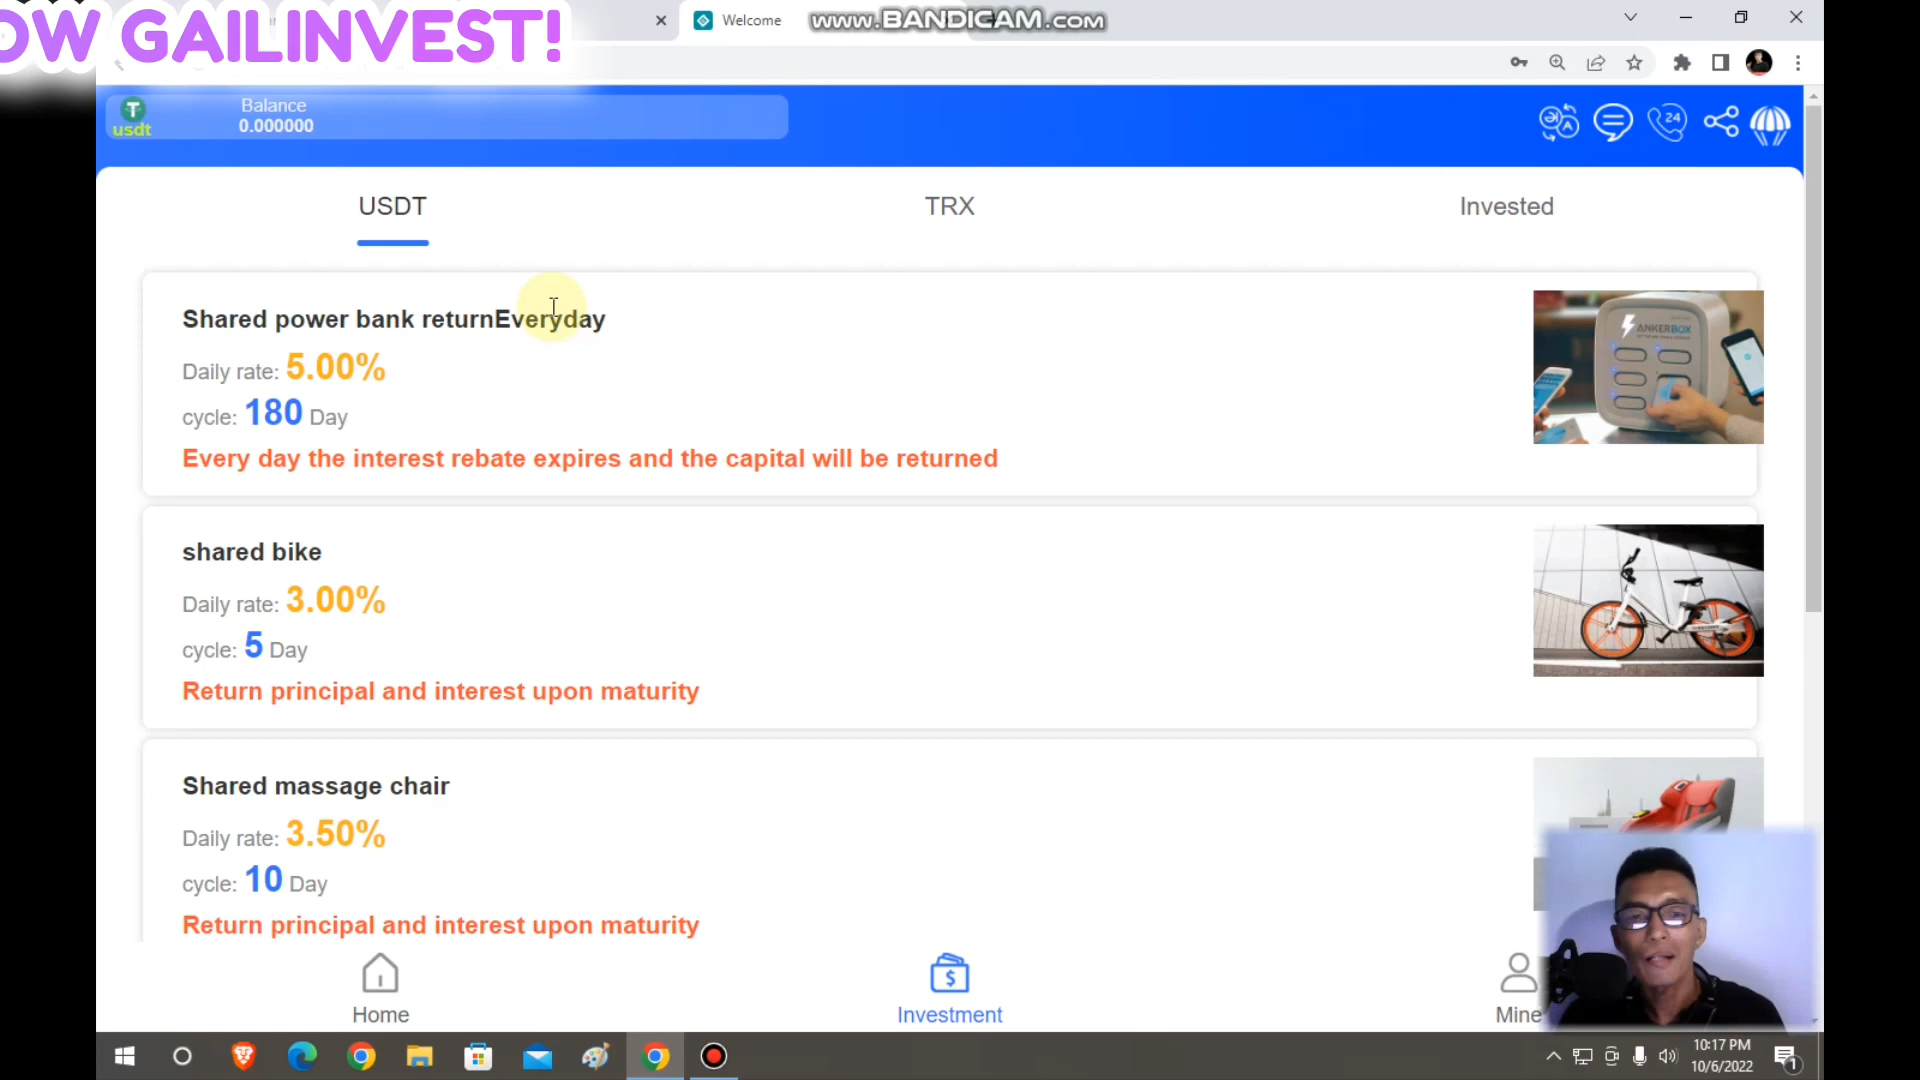 OW GAILINVEST!
Welcome
www.BANDICAM.com
usdt
Balance
0.000000
24
USDT
TRX
Invested
Shared power bank returnEveryday
Daily rate: 5.00%
cycle: 180 Day
Every day the interest rebate expires and the capital will be returned
ANKERBOX
shared bike
Daily rate: 3.00%
cycle: 5 Day
Return principal and interest upon maturity
Shared massage chair
Daily rate: 3.50%
cycle: 10 Day
Return principal and interest upon maturity
Home
Investment
Mine
10:17 PM
10/6/2022
1